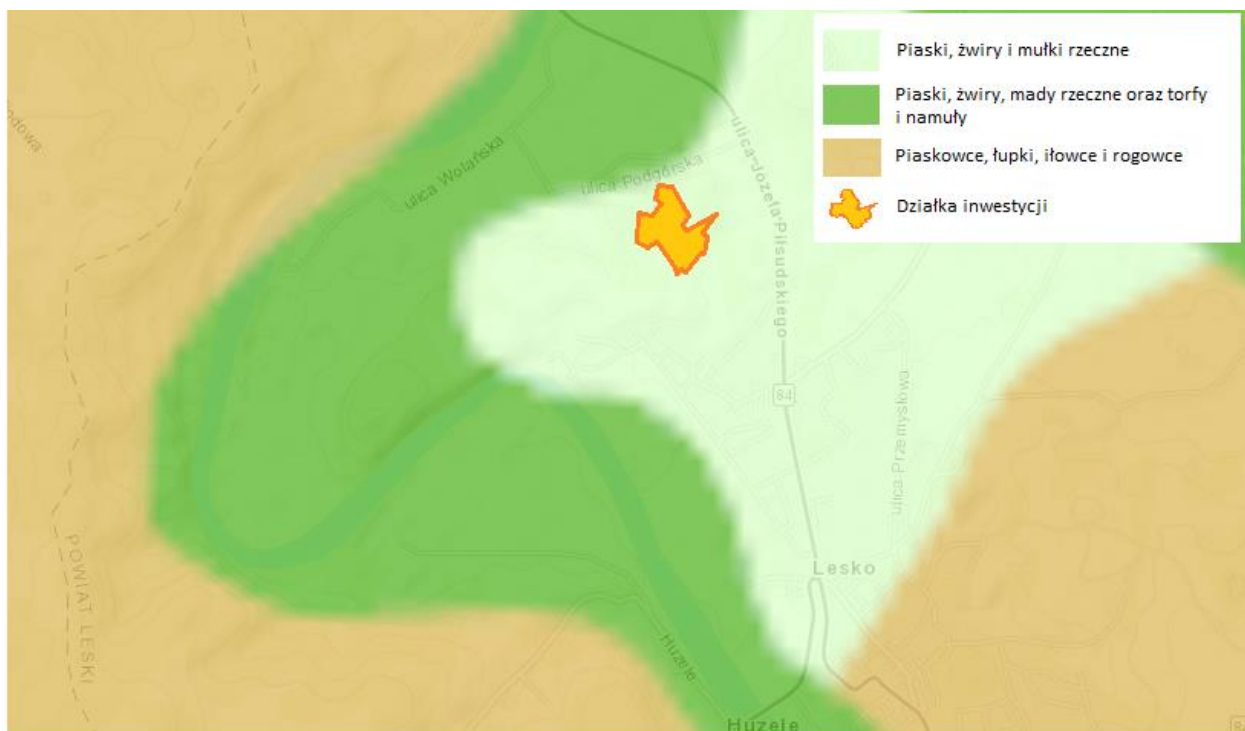 Piaski, żwiry i mułki rzeczne
Piaski, żwiry, mady rzeczne oraz torfy
i namuły
Piaskowce, łupki, iłowce i rogowce
Działka inwestycji
ulica Wolańska
ulica Podgórska
ulica Józefa Piłsudskiego
84
ulica Przemysłowa
POWIAT LESKI
Lesko
Huzele
Huzele